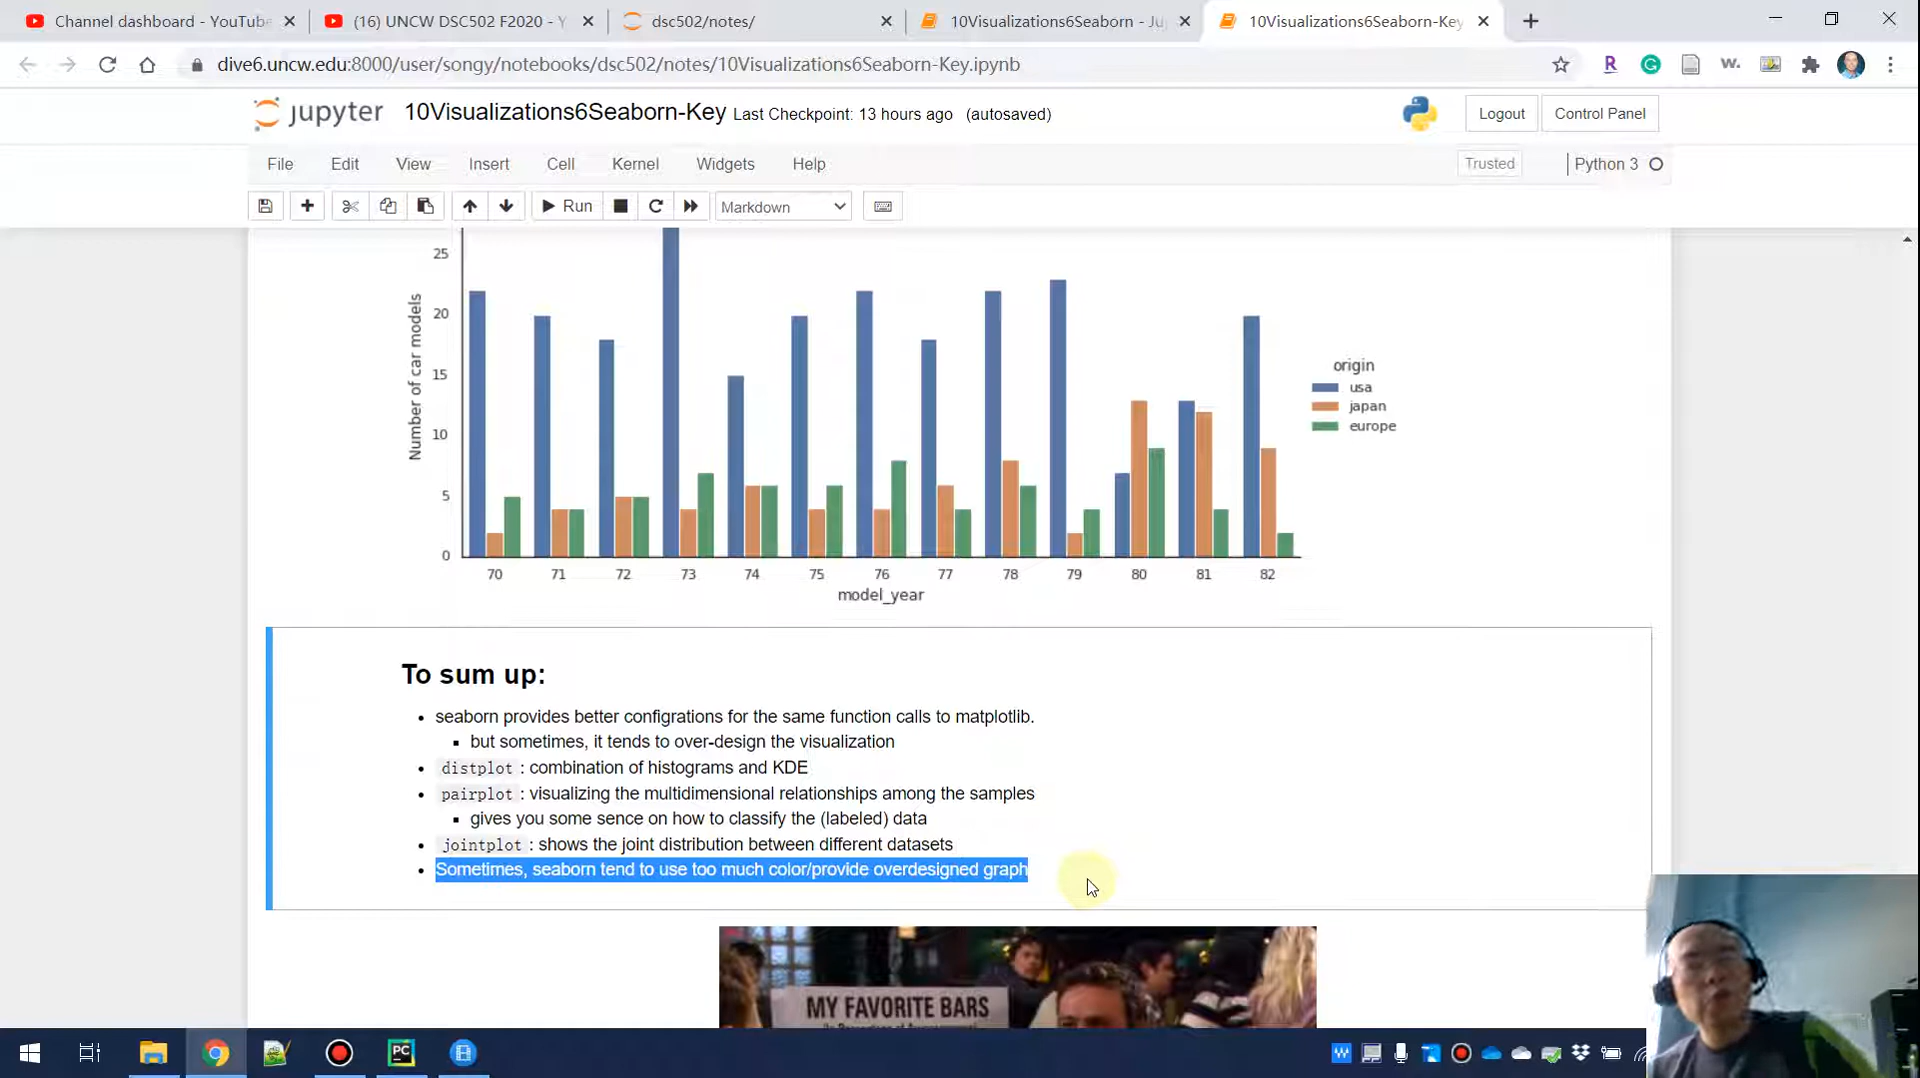 Channel dashboard - YouTube
(16) UNCW DSC502 F2020 - Y
dsc502/notes/
10Visualizations6Seaborn - Ju
10Visualizations6Seaborn-Key
dive6.uncw.edu:8000/user/songy/notebooks/dsc502/notes/10Visualizations6Seaborn-Key.ipynb
jupyter 10Visualizations6Seaborn-Key Last Checkpoint: 13 hours ago (autosaved)
Logout
Control Panel
File Edit View Insert Cell Kernel Widgets Help
Trusted
Python 3
Run
Markdown
25
20
15
10
5
0
Number of car models
70 71 72 73 74 75 76 77 78 79 80 81 82
model_year
origin
usa
japan
europe
To sum up:
seaborn provides better configrations for the same function calls to matplotlib.
but sometimes, it tends to over-design the visualization
distplot : combination of histograms and KDE
pairplot : visualizing the multidimensional relationships among the samples
gives you some sence on how to classify the (labeled) data
jointplot : shows the joint distribution between different datasets
Sometimes, seaborn tend to use too much color/provide overdesigned graph
MY FAVORITE BARS